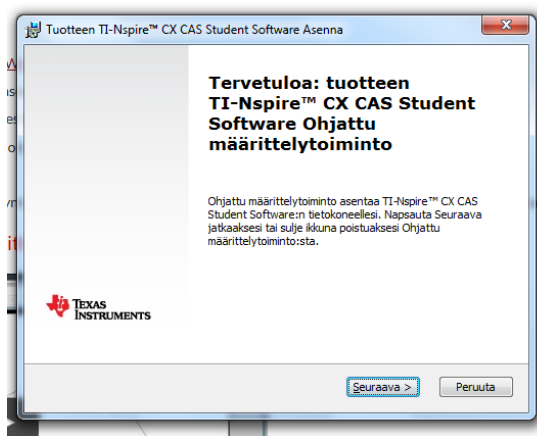 Tuotteen TI-Nspire™ CX CAS Student Software Asenna
Tervetuloa: tuotteen
TI-Nspire™ CX CAS Student
Software Ohjattu
määrittelytoiminto
Ohjattu määrittelytoiminto asentaa TI-Nspire™ CX CAS
Student Software:n tietokoneellesi. Napsauta Seuraava
jatkaaksesi tai sulje ikkuna poistuaksesi Ohjattu
määrittelytoiminto:sta.
TEXAS
INSTRUMENTS
Seuraava >
Peruuta